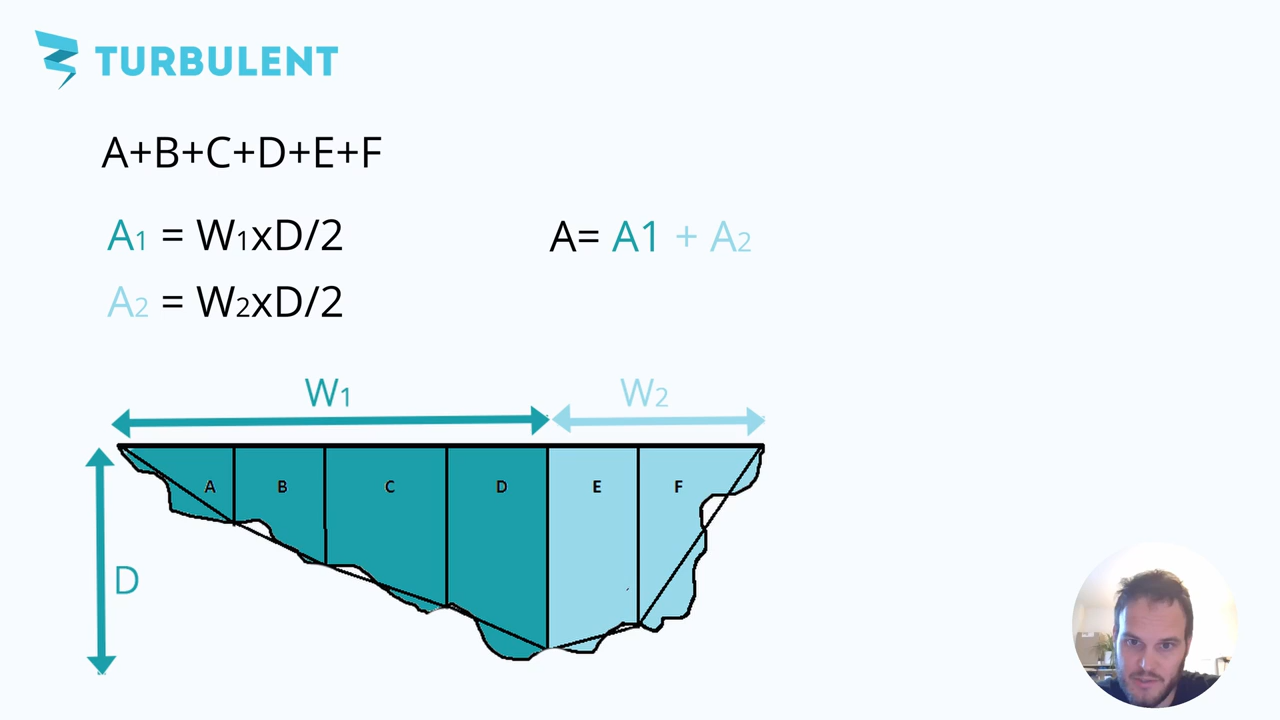 TURBULENT
A+B+C+D+E+F
A1 = W1xD/2
A= A1 + A2
A2 = W2xD/2
W1 W2
A B C D E F
D